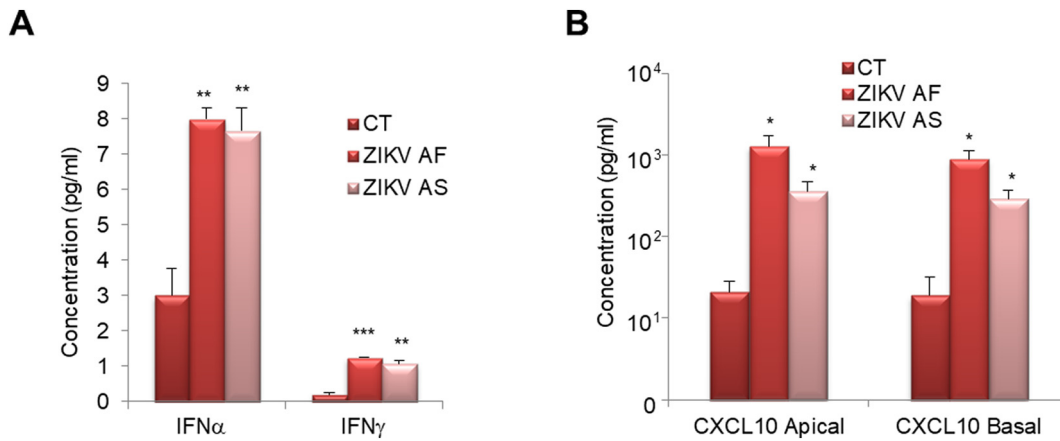 A
B
Concentration (pg/ml)
9
8
7
6
5
4
3
2
1
0
** **
*** **
CT
ZIKV AF
ZIKV AS
IFNα IFNγ
Concentration (pg/ml)
10⁴
10³
10²
10¹
0
CT
ZIKV AF
ZIKV AS
* *
* *
CXCL10 Apical CXCL10 Basal